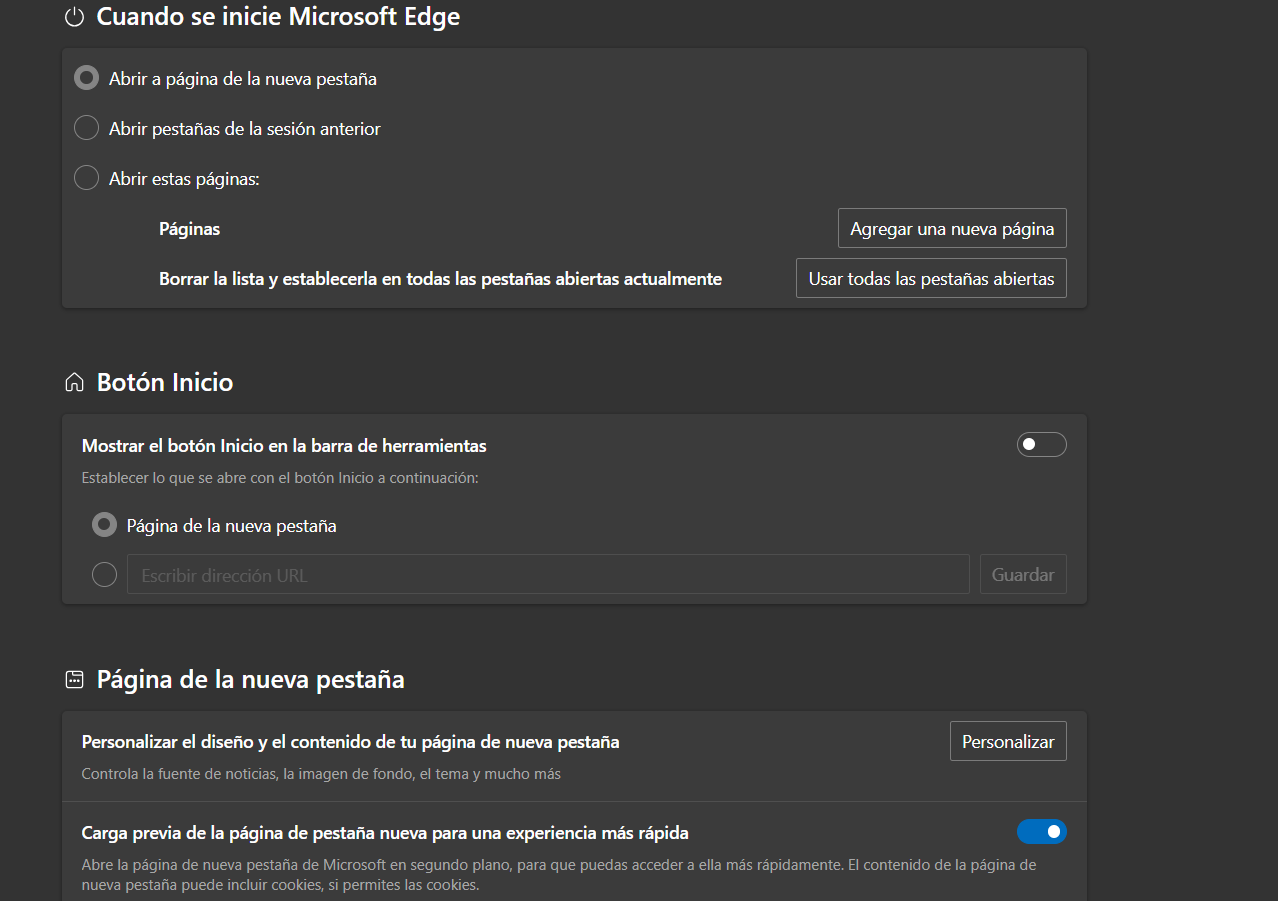 Cuando se inicie Microsoft Edge
Abrir a página de la nueva pestaña
Abrir pestañas de la sesión anterior
Abrir estas páginas:
Páginas
Agregar una nueva página
Borrar la lista y establecerla en todas las pestañas abiertas actualmente
Usar todas las pestañas abiertas
Botón Inicio
Mostrar el botón Inicio en la barra de herramientas
Establecer lo que se abre con el botón Inicio a continuación:
Página de la nueva pestaña
Escribir dirección URL
Guardar
Página de la nueva pestaña
Personalizar el diseño y el contenido de tu página de nueva pestaña
Personalizar
Controla la fuente de noticias, la imagen de fondo, el tema y mucho más
Carga previa de la página de pestaña nueva para una experiencia más rápida
Abre la página de nueva pestaña de Microsoft en segundo plano, para que puedas acceder a ella más rápidamente. El contenido de la página de
nueva pestaña puede incluir cookies, si permites las cookies.